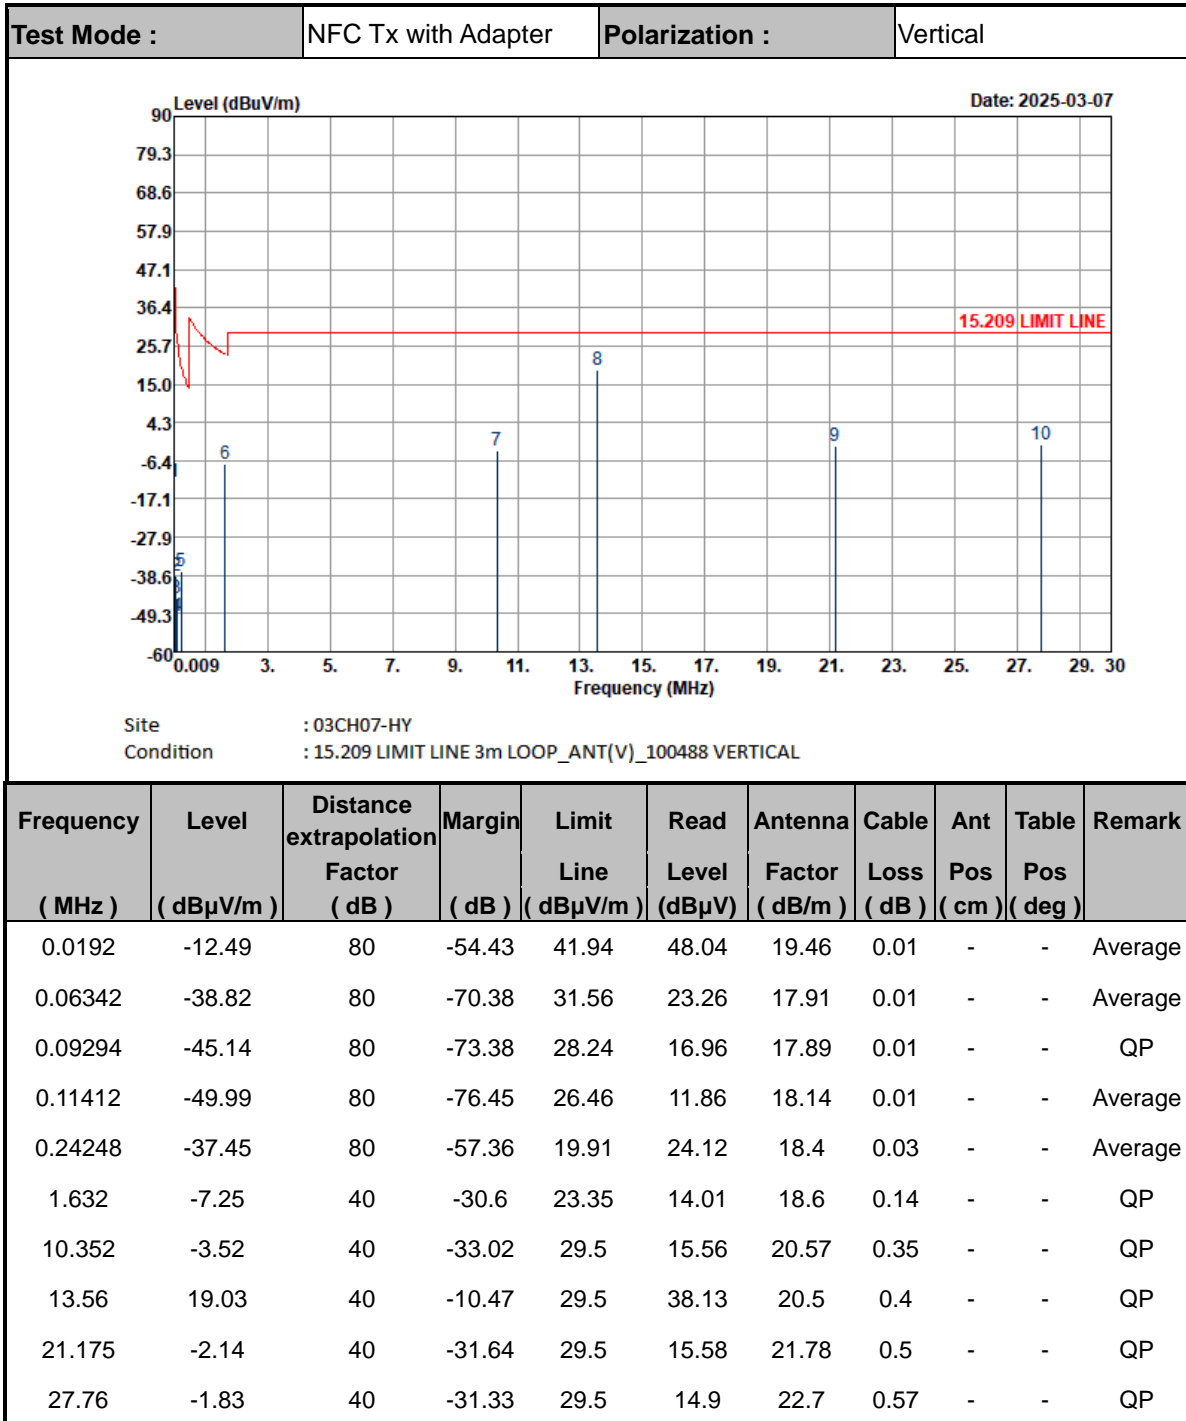 Test Mode : NFC Tx with Adapter Polarization : Vertical
Level (dBuV/m) Date: 2025-03-07
90
79.3
68.6
57.9
47.1
36.4
15.209 LIMIT LINE
25.7
8
15.0
4.3
6 7 9 10
-6.4
-17.1
-27.9
5
-38.6
-49.3
-60
0.009 3. 5. 7. 9. 11. 13. 15. 17. 19. 21. 23. 25. 27. 29. 30
Frequency (MHz)
Site : 03CH07-HY
Condition : 15.209 LIMIT LINE 3m LOOP_ANT(V)_100488 VERTICAL
Frequency Level Distance extrapolation Margin Limit Read Antenna Cable Ant Table Remark
Factor Line Level Factor Loss Pos Pos
( MHz ) ( dBµV/m ) ( dB ) ( dB ) ( dBµV/m ) (dBµV) ( dB/m ) ( dB ) ( cm ) ( deg )
0.0192 -12.49 80 -54.43 41.94 48.04 19.46 0.01 - - Average
0.06342 -38.82 80 -70.38 31.56 23.26 17.91 0.01 - - Average
0.09294 -45.14 80 -73.38 28.24 16.96 17.89 0.01 - - QP
0.11412 -49.99 80 -76.45 26.46 11.86 18.14 0.01 - - Average
0.24248 -37.45 80 -57.36 19.91 24.12 18.4 0.03 - - Average
1.632 -7.25 40 -30.6 23.35 14.01 18.6 0.14 - - QP
10.352 -3.52 40 -33.02 29.5 15.56 20.57 0.35 - - QP
13.56 19.03 40 -10.47 29.5 38.13 20.5 0.4 - - QP
21.175 -2.14 40 -31.64 29.5 15.58 21.78 0.5 - - QP
27.76 -1.83 40 -31.33 29.5 14.9 22.7 0.57 - - QP